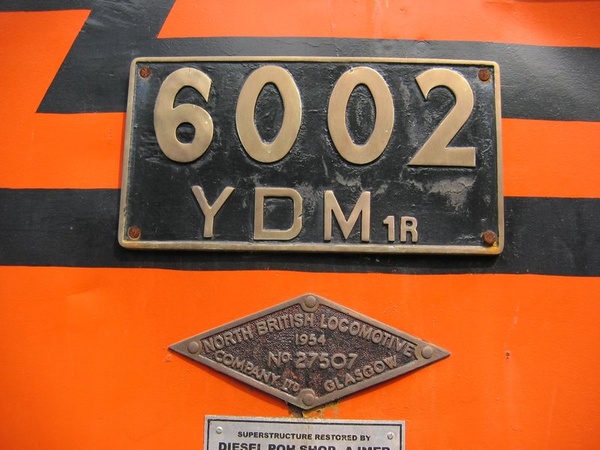 6002
YDM1R
NORTH BRITISH LOCOMOTIVE
1954
No 27507
COMPANY LTD GLASGOW
SUPERSTRUCTURE RESTORED BY
DIESEL POH SHOP, AJMER